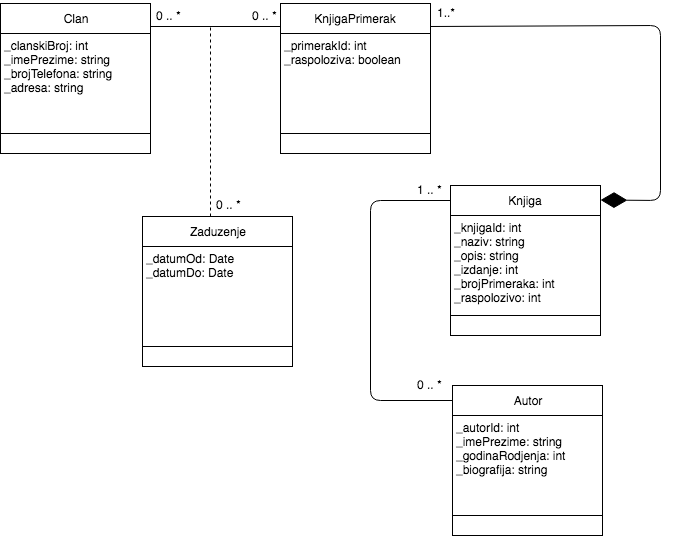 Clan
_clanskiBroj: int
_imePrezime: string
_brojTelefona: string
_adresa: string
0 .. *
0 .. *
KnjigaPrimerak
_primerakId: int
_raspoloziva: boolean
1..*
0 .. *
Zaduzenje
_datumOd: Date
_datumDo: Date
1 .. *
Knjiga
_knjigaId: int
_naziv: string
_opis: string
_izdanje: int
_brojPrimeraka: int
_raspolozivo: int
0 .. *
Autor
_autorId: int
_imePrezime: string
_godinaRodjenja: int
_biografija: string